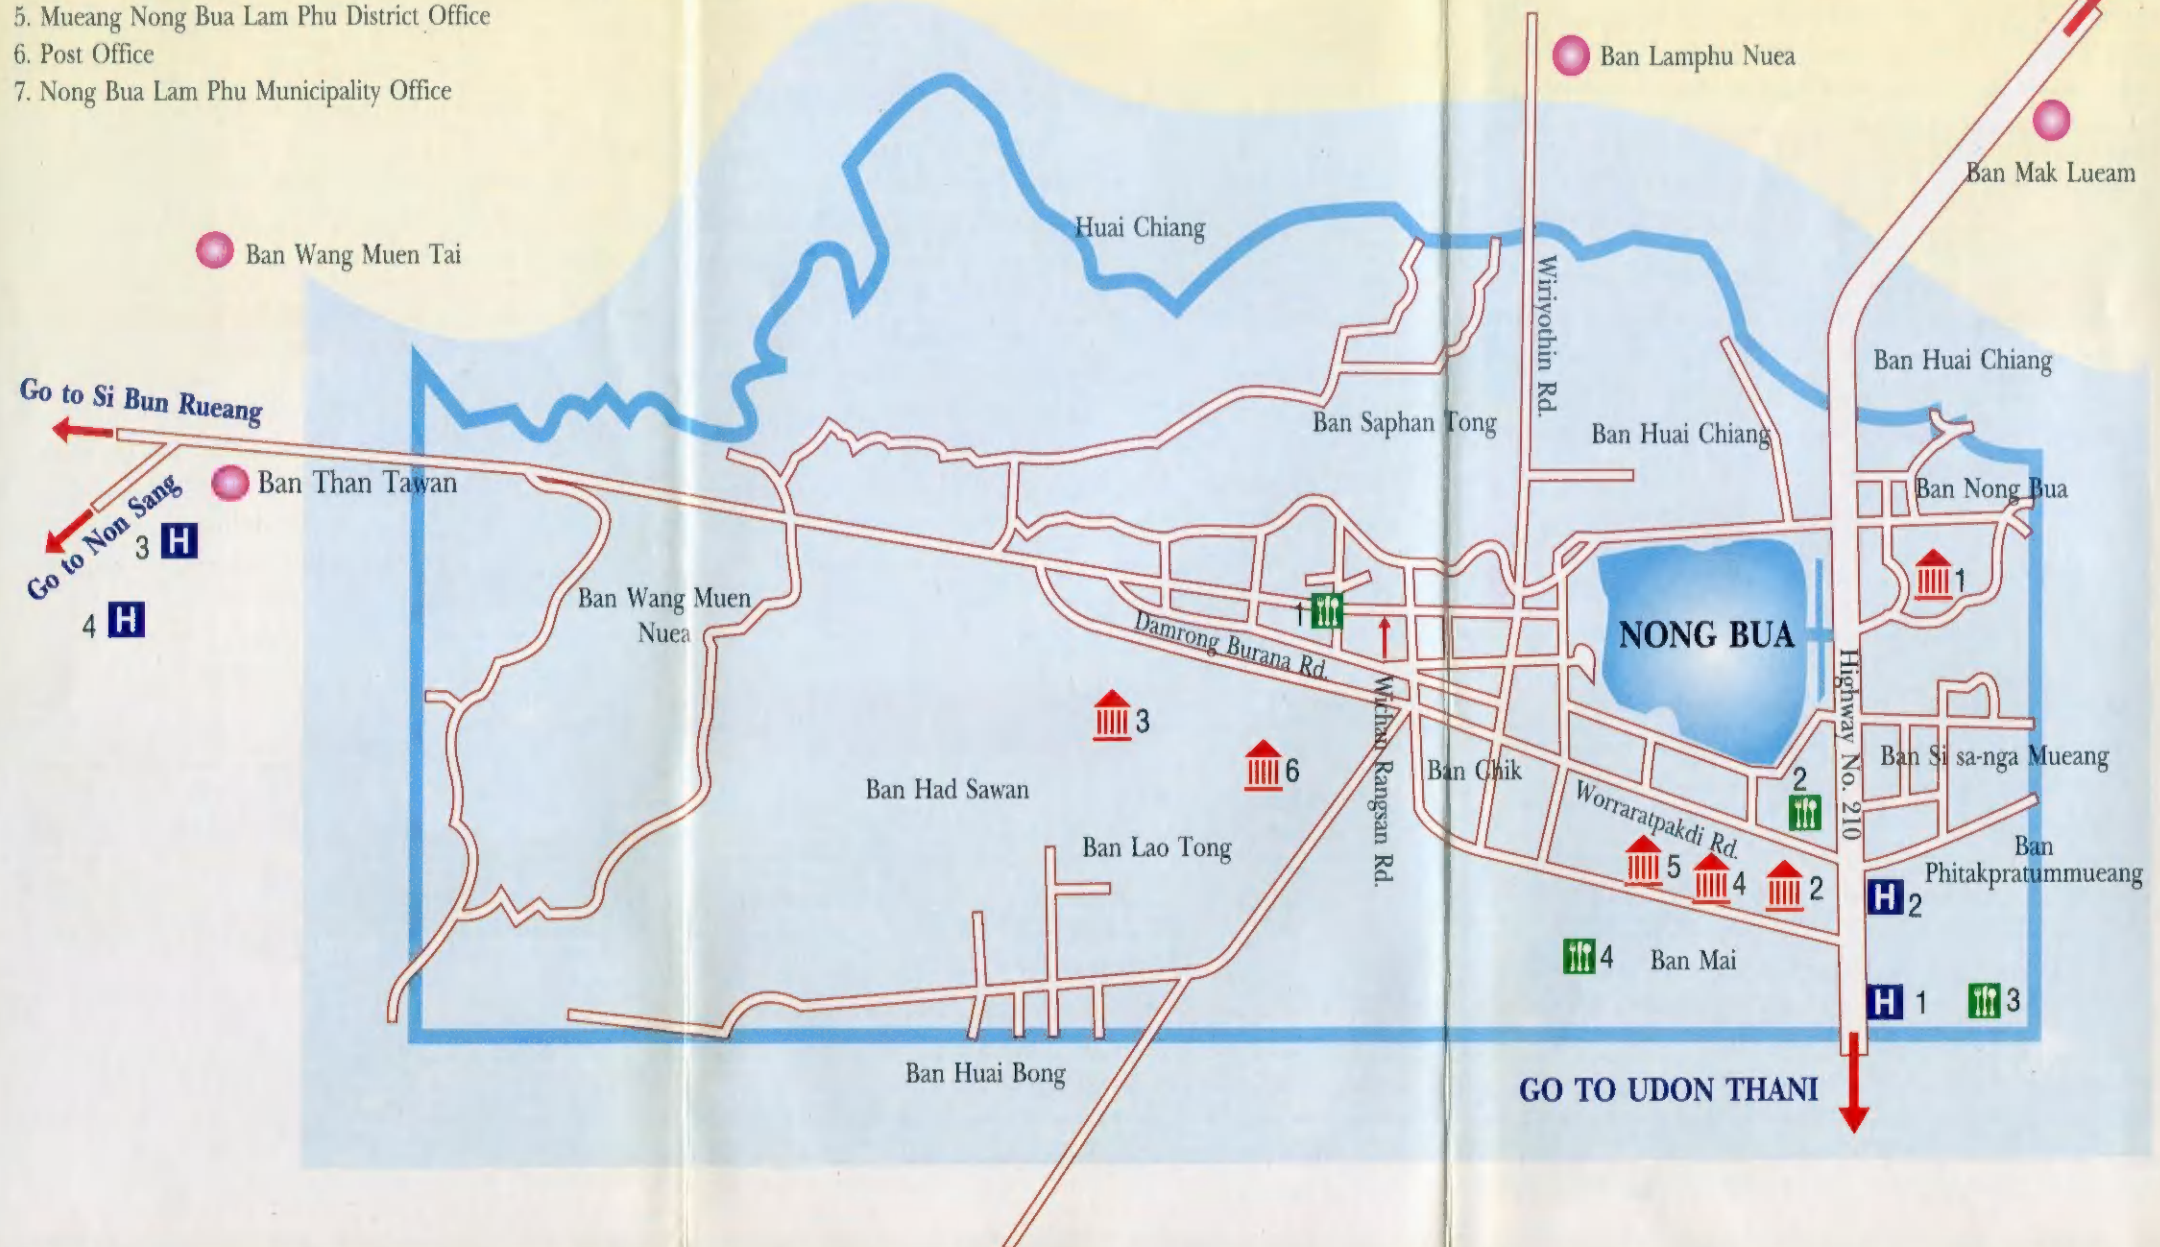 5. Mueang Nong Bua Lam Phu District Office
6. Post Office
7. Nong Bua Lam Phu Municipality Office
Ban Lamphu Nuea
Ban Mak Lueam
Huai Chiang
Ban Wang Muen Tai
Wiriyothin Rd.
Ban Huai Chiang
Go to Si Bun Rueang
Ban Saphan Tong
Ban Huai Chiang
Ban Than Tawan
Ban Nong Bua
Go to Non Sang
3 H
4 H
1
Ban Wang Muen
Nuea
1
Damrong Burana Rd.
NONG BUA
Highway No. 210
Wichan Rangsan Rd.
3
6
Ban Had Sawan
Ban Chik
Ban Si sa-nga Mueang
2
Worraratpakdi Rd.
Ban Lao Tong
Ban
Phitakpratummueang
5
4
2
H 2
4
Ban Mai
H 1
3
Ban Huai Bong
GO TO UDON THANI